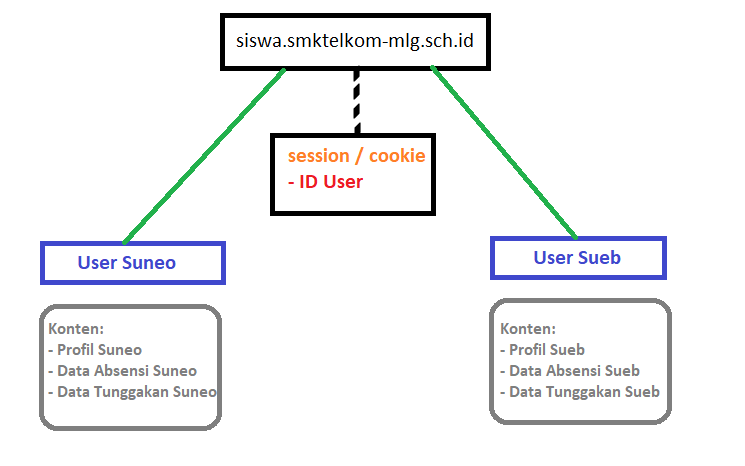 siswa.smktelkom-mlg.sch.id
session / cookie
- ID User
User Suneo
User Sueb
Konten:
- Profil Suneo
- Data Absensi Suneo
- Data Tunggakan Suneo
Konten:
- Profil Sueb
- Data Absensi Sueb
- Data Tunggakan Sueb